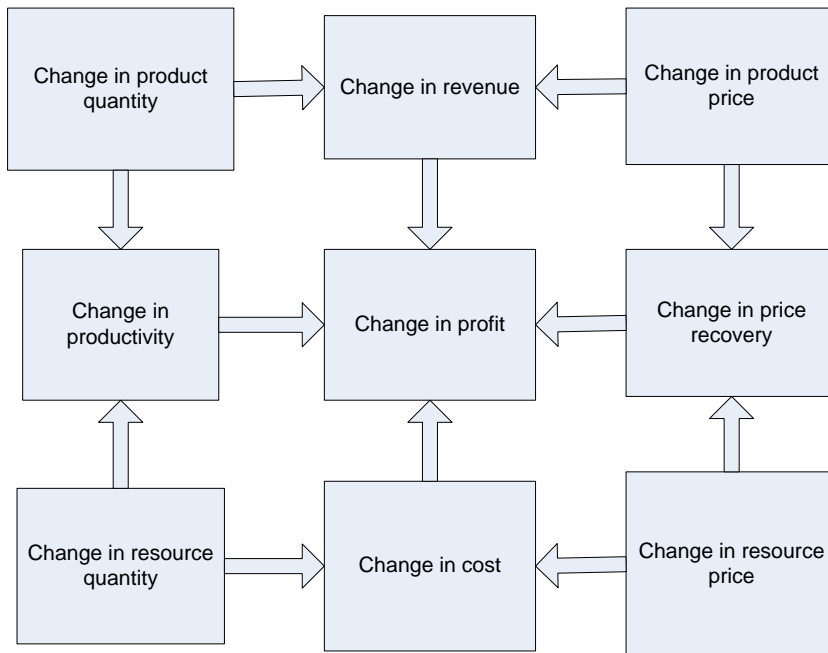 Change in product
quantity
Change in revenue
Change in product
price
Change in
productivity
Change in profit
Change in price
recovery
Change in resource
quantity
Change in cost
Change in resource
price